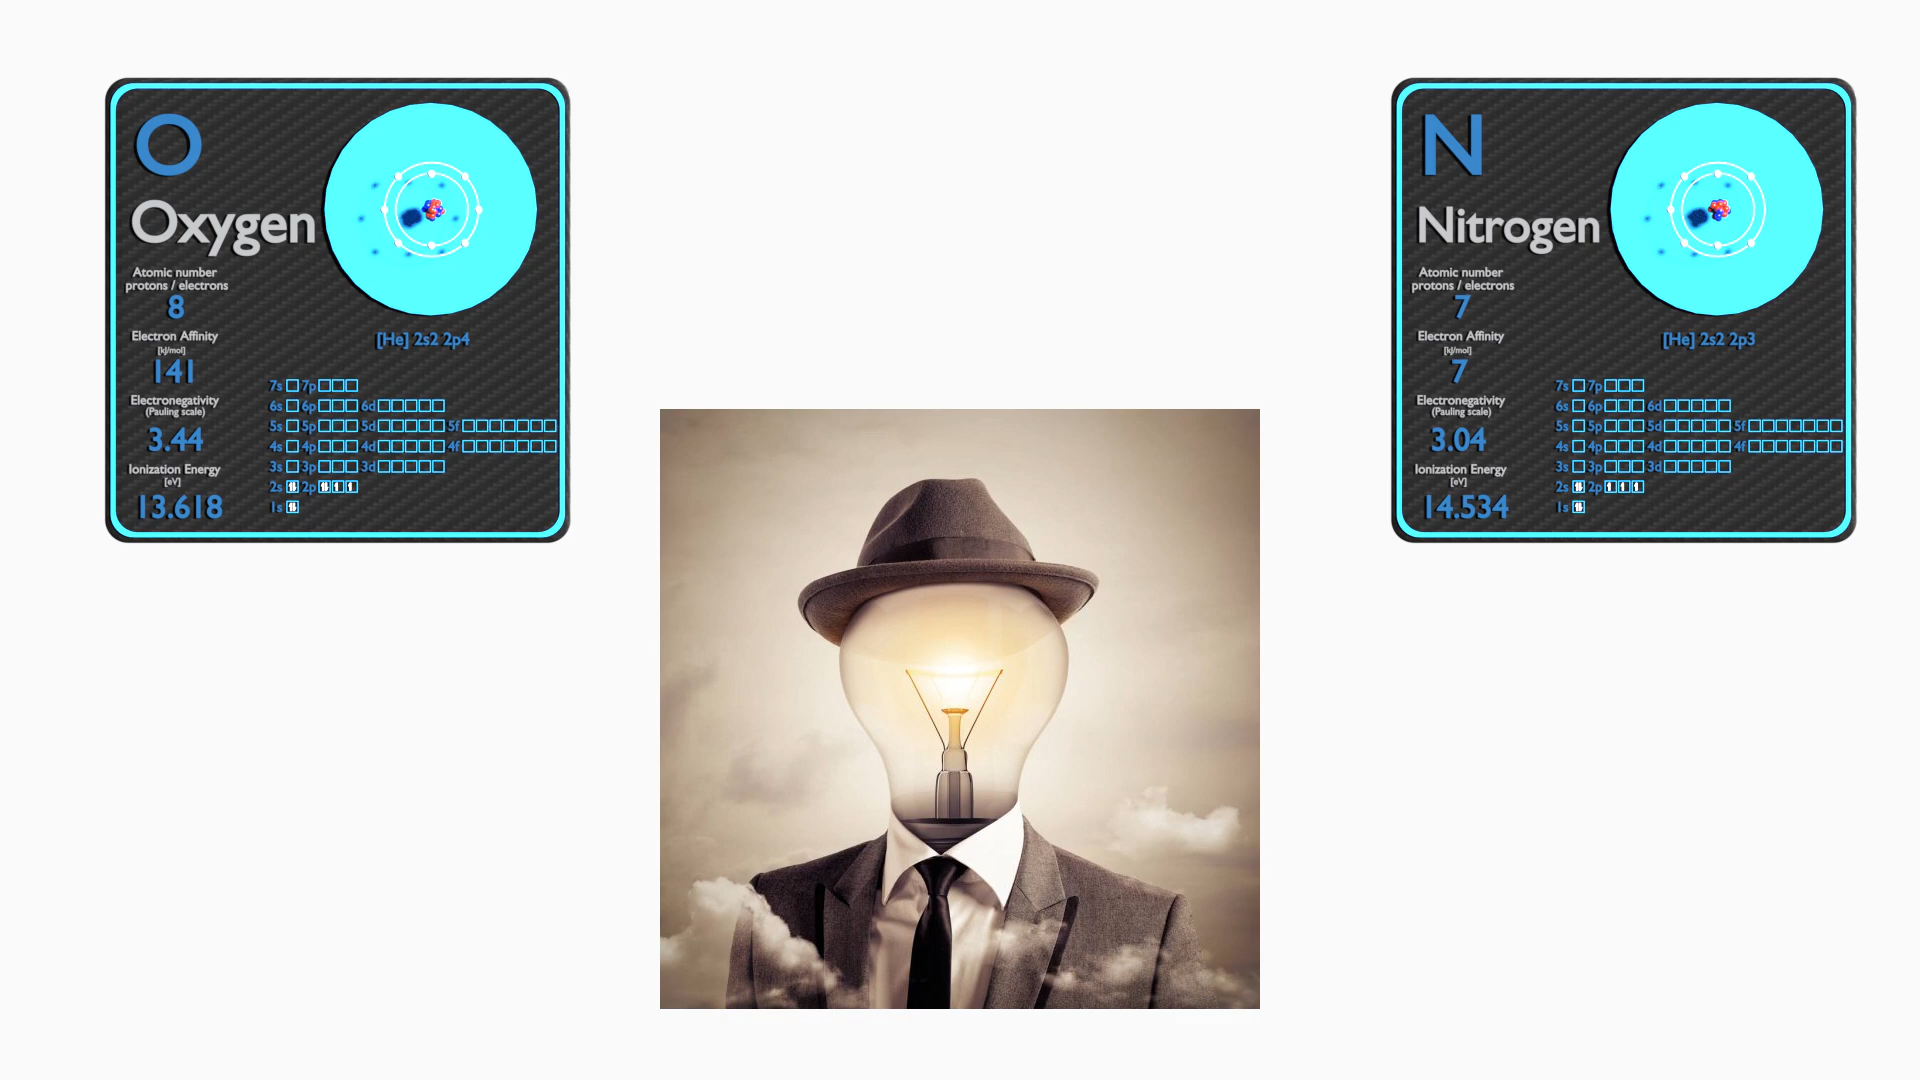 O
Oxygen
Atomic number
protons / electrons
8
Electron Affinity
[kJ/mol]
141
Electronegativity
(Pauling scale)
3.44
Ionization Energy
[eV]
13.618
[He] 2s2 2p4
7s 7p
6s 6p 6d
5s 5p 5d 5f
4s 4p 4d 4f
3s 3p 3d
2s 2p
1s
N
Nitrogen
Atomic number
protons / electrons
7
Electron Affinity
[kJ/mol]
7
Electronegativity
(Pauling scale)
3.04
Ionization Energy
[eV]
14.534
[He] 2s2 2p3
7s 7p
6s 6p 6d
5s 5p 5d 5f
4s 4p 4d 4f
3s 3p 3d
2s 2p
1s